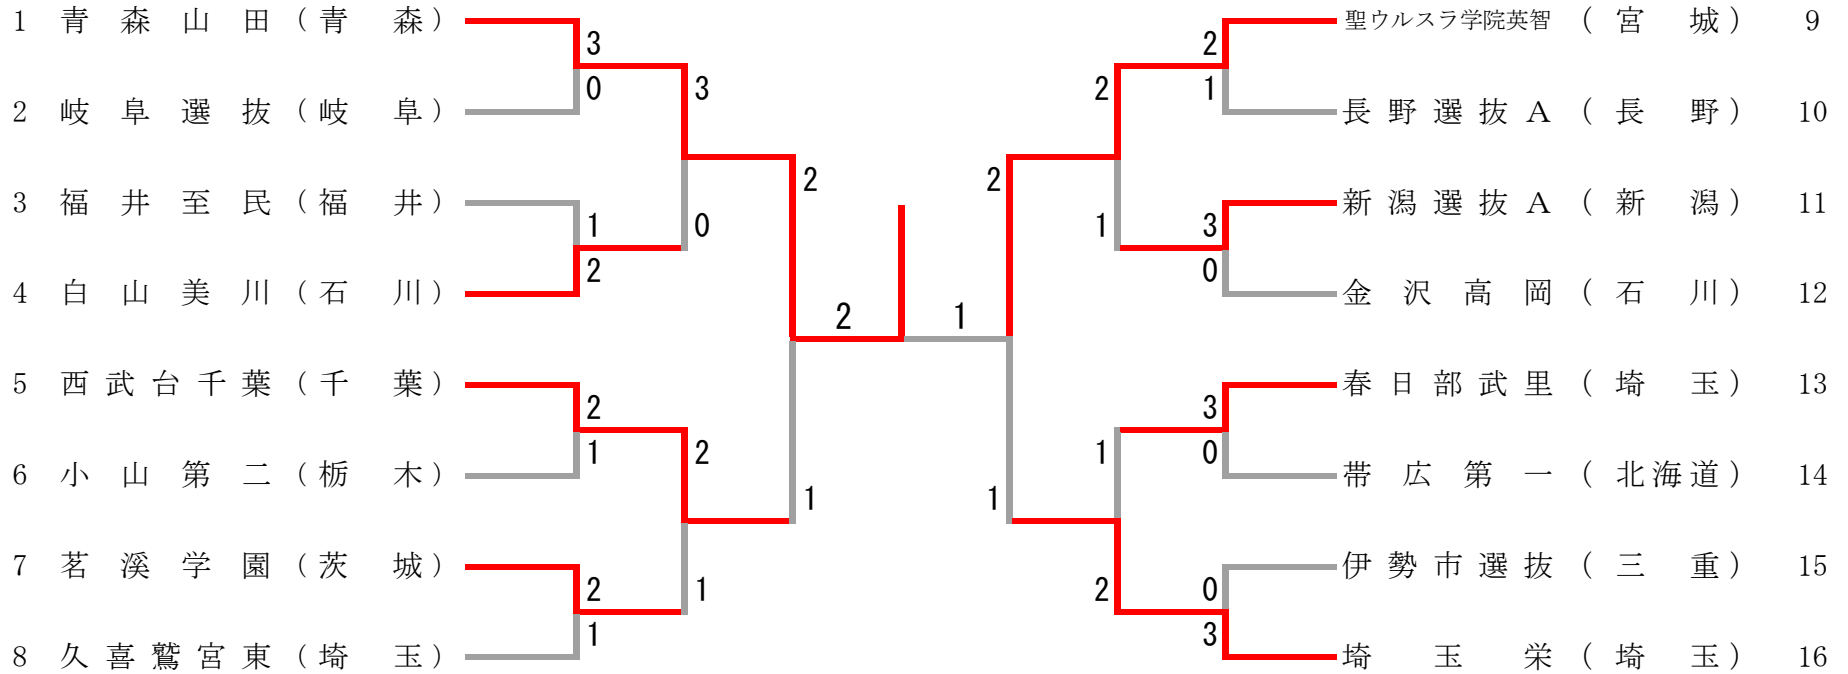 1 青森山田(青森)
3
0
2 岐阜選抜(岐阜)
3
3 福井至民(福井)
1
2
0
4 白山美川(石川)
2
5 西武台千葉(千葉)
2
1
6 小山第二(栃木)
2
7 茗溪学園(茨城)
2
1
1
8 久喜鷲宮東(埼玉)
1
2
1
聖ウルスラ学院英智(宮城) 9
2
1
長野選抜A(長野) 10
2
新潟選抜A(新潟) 11
3
0
1
金沢高岡(石川) 12
2
春日部武里(埼玉) 13
3
0
帯広第一(北海道) 14
1
伊勢市選抜(三重) 15
0
3
2
埼玉栄(埼玉) 16
1